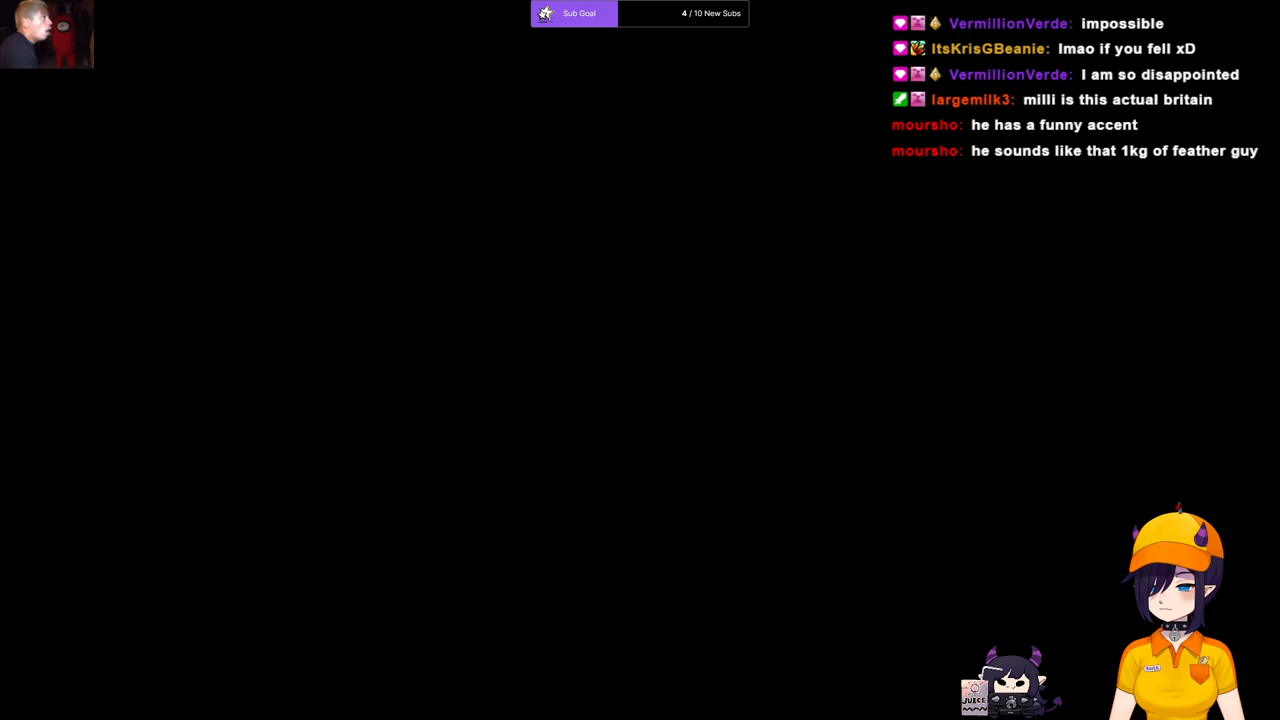 Sub Goal
4 / 10 New Subs
VermillionVerde: impossible
ItsKrisGBeanie: lmao if you fell xD
VermillionVerde: I am so disappointed
largemilk3: milli is this actual britain
moursho: he has a funny accent
moursho: he sounds like that 1kg of feather guy
JUICE